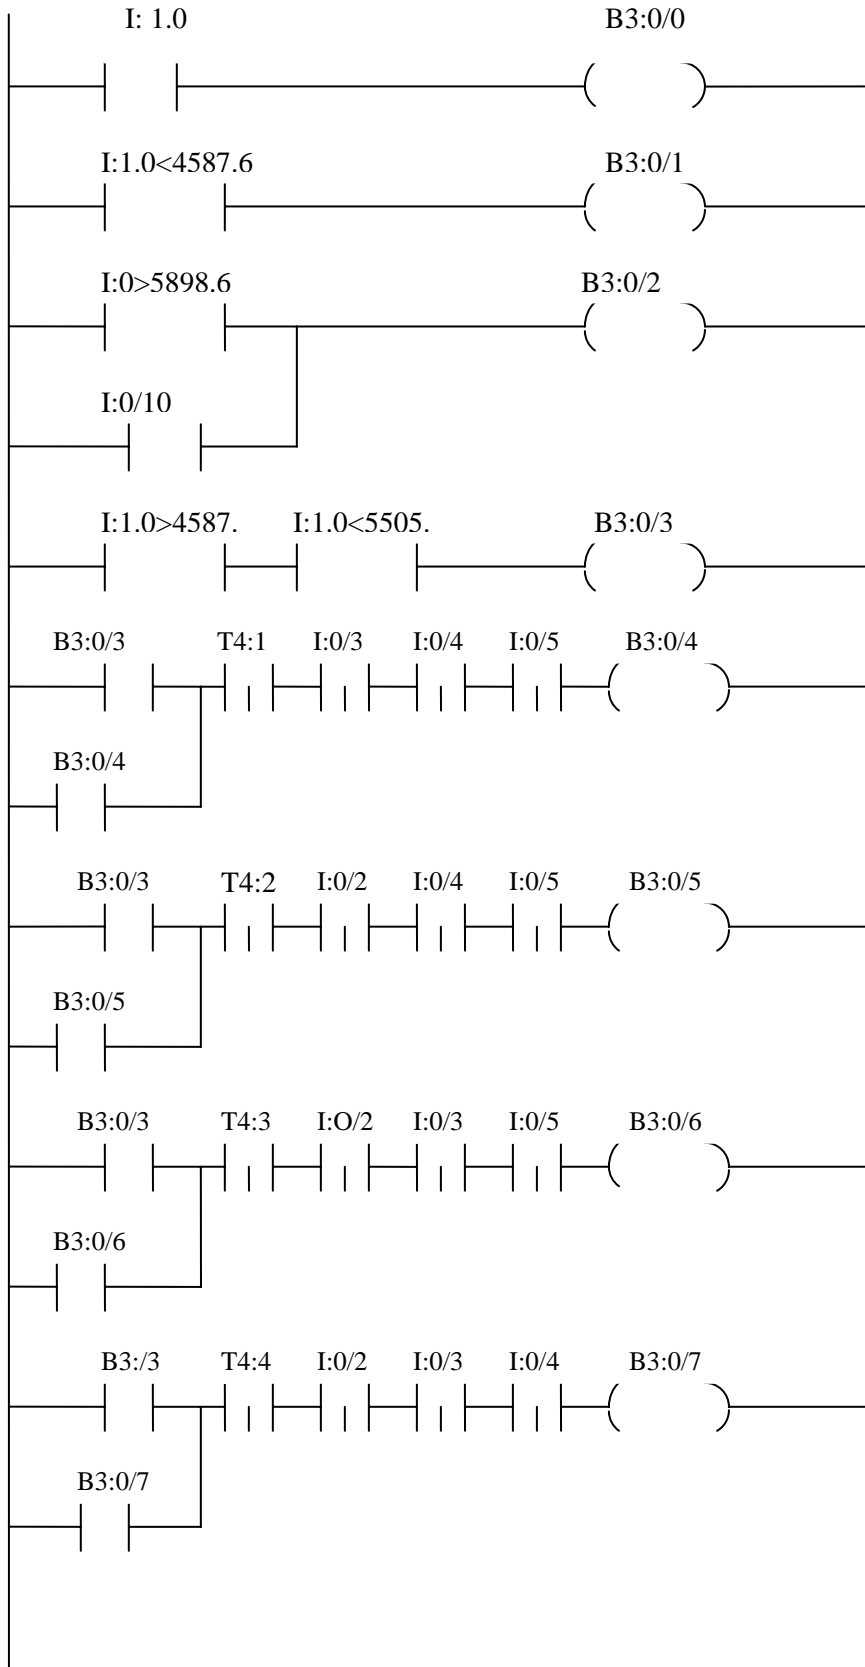 I: 1.0 B3:0/0
I:1.0<4587.6 B3:0/1
I:0>5898.6 B3:0/2
I:0/10
I:1.0>4587. I:1.0<5505. B3:0/3
B3:0/3 T4:1 I:0/3 I:0/4 I:0/5 B3:0/4
B3:0/4
B3:0/3 T4:2 I:0/2 I:0/4 I:0/5 B3:0/5
B3:0/5
B3:0/3 T4:3 I:O/2 I:0/3 I:0/5 B3:0/6
B3:0/6
B3:/3 T4:4 I:0/2 I:0/3 I:0/4 B3:0/7
B3:0/7